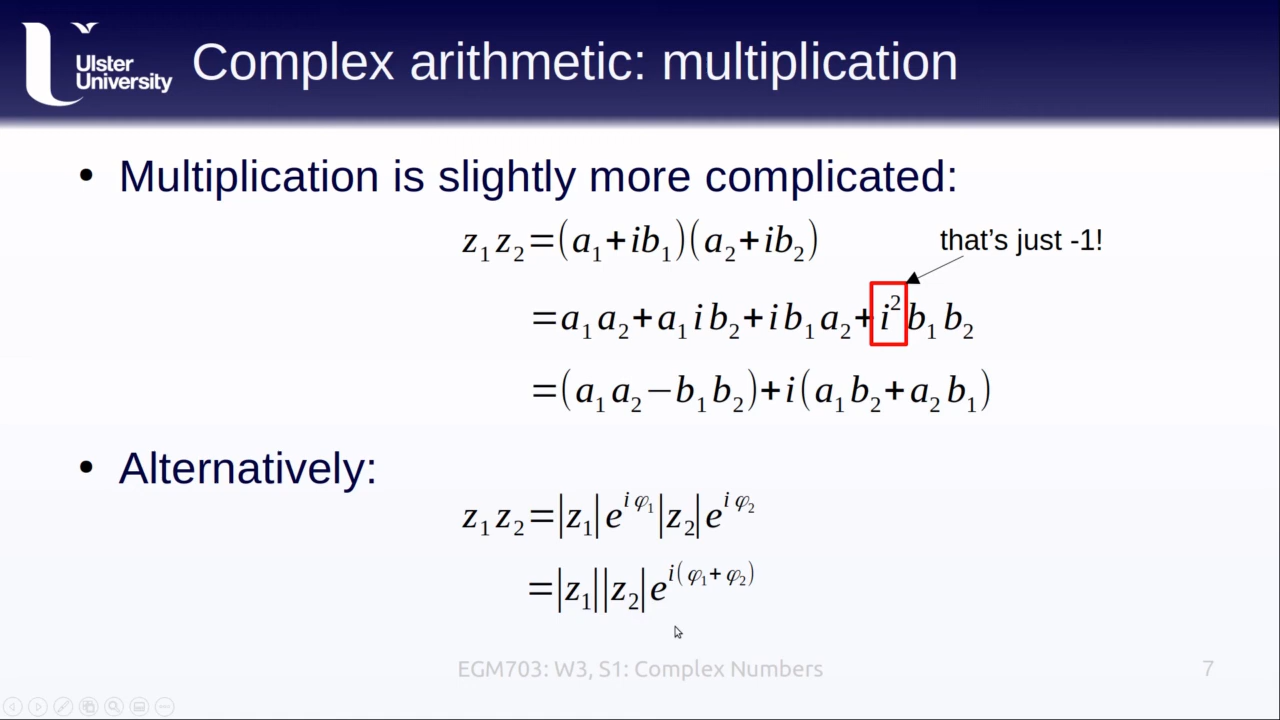 Ulster
University
Complex arithmetic: multiplication
• Multiplication is slightly more complicated:
z₁z₂=(a₁+ib₁)(a₂+ib₂)
that's just -1!
=a₁a₂+a₁ib₂+ib₁a₂+i²b₁b₂
=(a₁a₂−b₁b₂)+i(a₁b₂+a₂b₁)
• Alternatively:
z₁z₂=|z₁|e^{iφ₁}|z₂|e^{iφ₂}
=|z₁||z₂|e^{i(φ₁+φ₂)}
EGM703: W3, S1: Complex Numbers
7